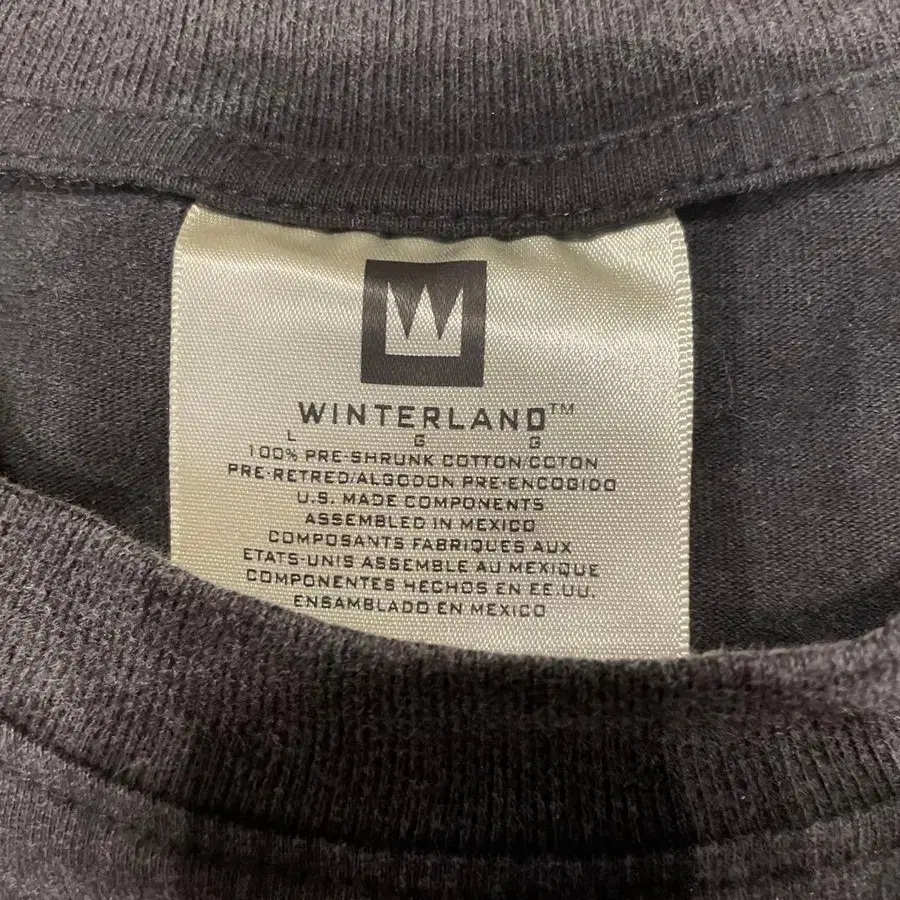 W
WINTERLAND™
L G G
100% PRE-SHRUNK COTTON COTON
PRE-RETRED/ALGODON PRE-ENCOGIDO
U.S. MADE COMPONENTS
ASSEMBLED IN MEXICO
COMPOSANTS FABRIQUES AUX
ETATS-UNIS ASSEMBLE AU MEXIQUE
COMPONENTES HECHOS EN EE.UU.
ENSAMBLADO EN MEXICO